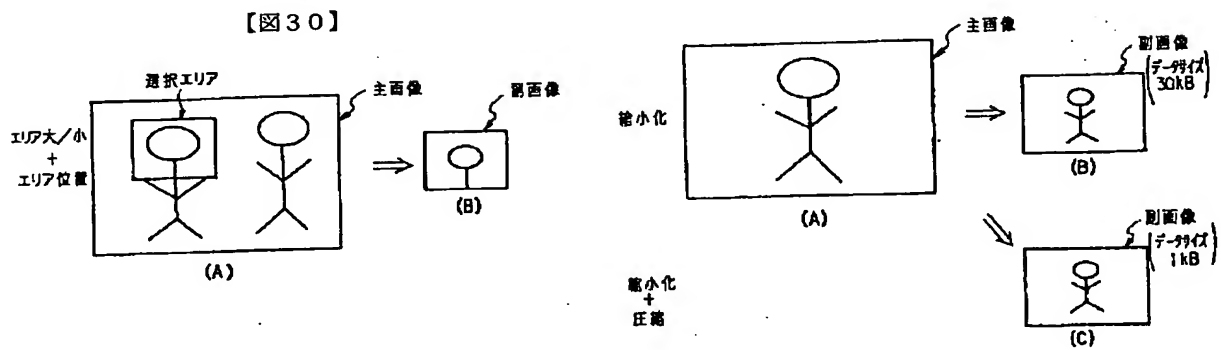 【図30】
選択エリア
主画像
副画像
エリア大/小
+
エリア位置
(A)
(B)
主画像
縮小化
(A)
副画像
(データサイズ
30kB)
(B)
副画像
(データサイズ
1kB)
(C)
縮小化
+
圧縮